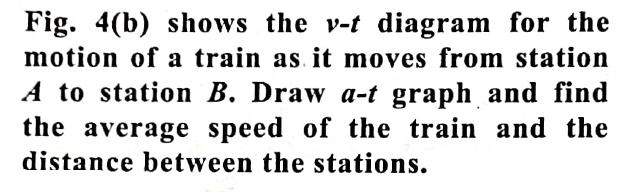 Fig. 4(b) shows the v-t diagram for the
motion of a train as it moves from station
A to station B. Draw a-t graph and find
the average speed of the train and the
distance between the stations.